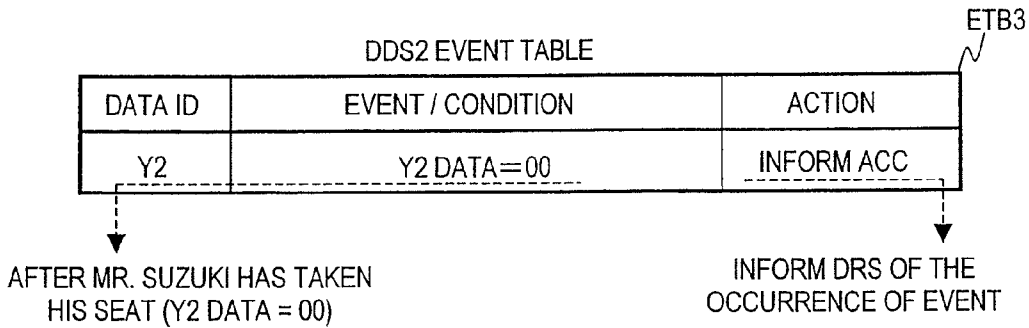 ETB3
DDS2 EVENT TABLE
DATA ID EVENT / CONDITION ACTION
Y2 Y2 DATA=00 INFORM ACC
AFTER MR. SUZUKI HAS TAKEN
HIS SEAT (Y2 DATA = 00)
INFORM DRS OF THE
OCCURRENCE OF EVENT